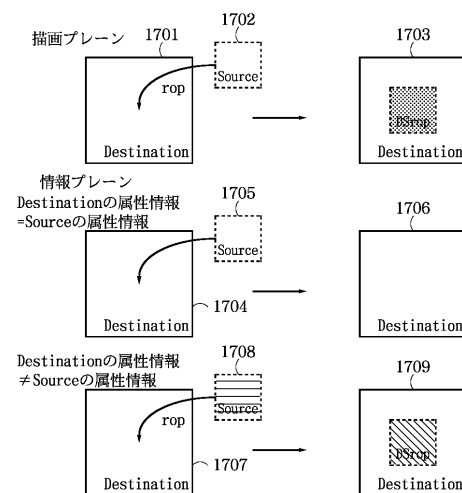 描画プレーン
1701
1702
1703
Source
rop
DSrop
Destination
Destination
情報プレーン
Destinationの属性情報
=Sourceの属性情報
1705
1706
Source
1704
Destination
Destination
Destinationの属性情報
≠Sourceの属性情報
1708
1709
Source
rop
DSrop
1707
Destination
Destination